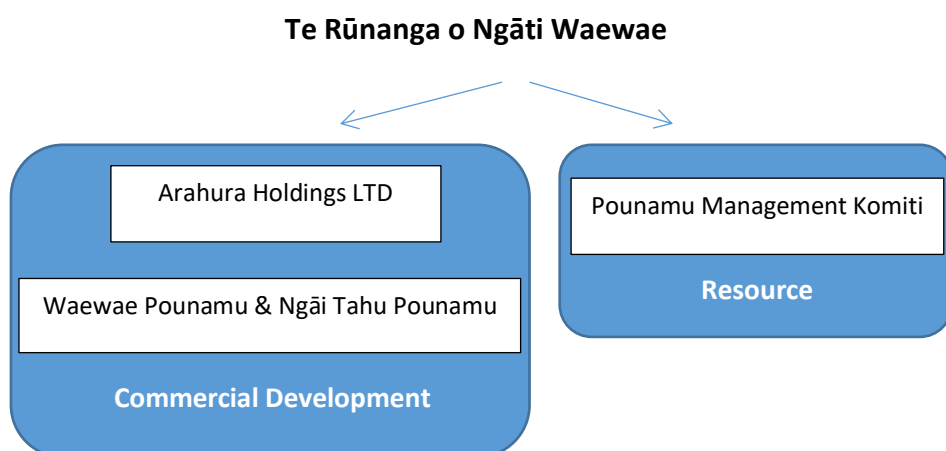 Te Rūnanga o Ngāti Waewae
Arahura Holdings LTD
Waewae Pounamu & Ngāi Tahu Pounamu
Commercial Development
Pounamu Management Komiti
Resource